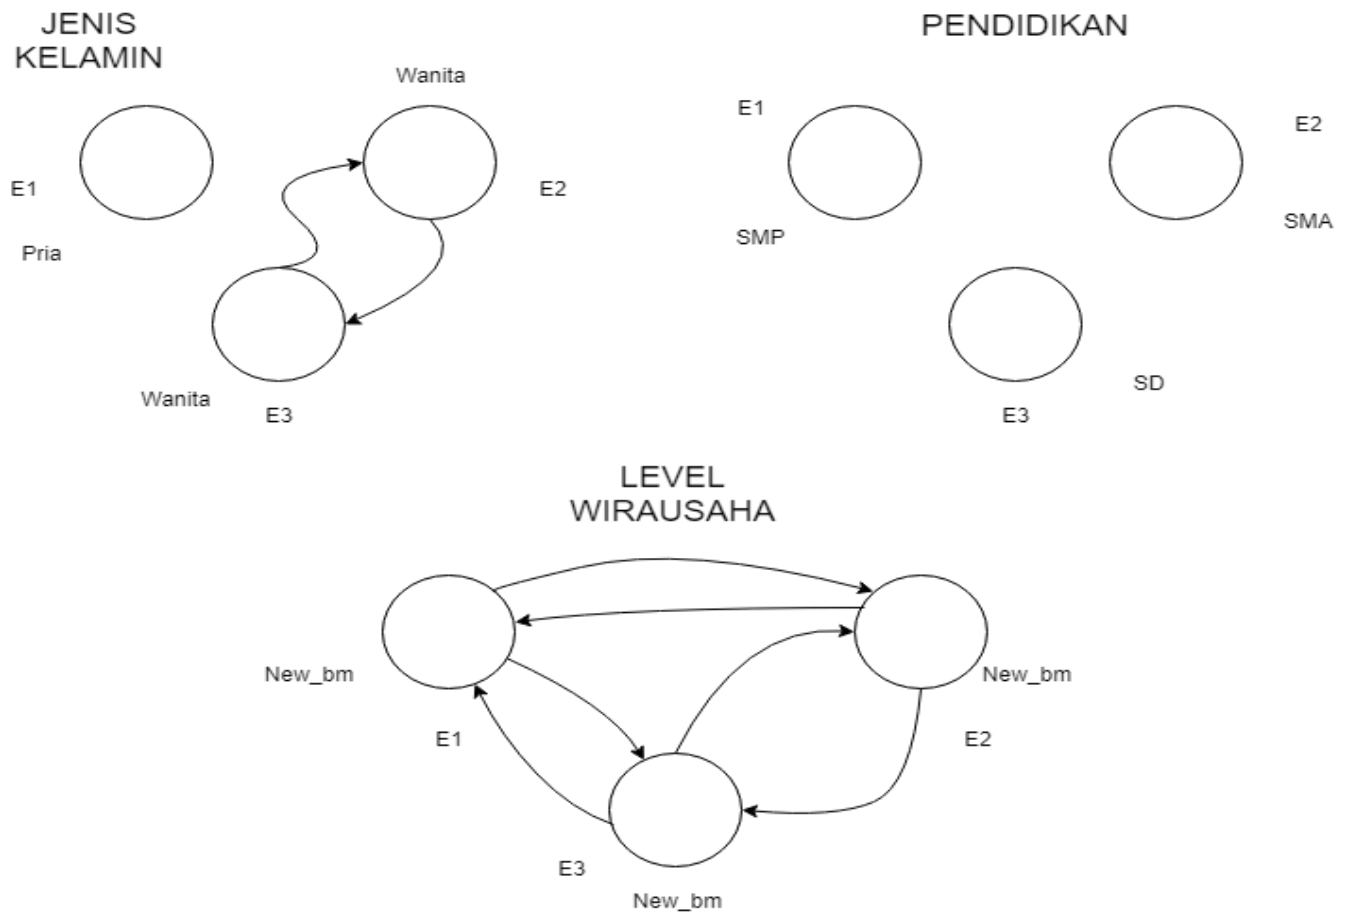 JENIS
KELAMIN
Wanita
E1
E2
Pria
Wanita
E3
PENDIDIKAN
E1
E2
SMP
SMA
SD
E3
LEVEL
WIRAUSAHA
New_bm
New_bm
E1
E2
E3
New_bm